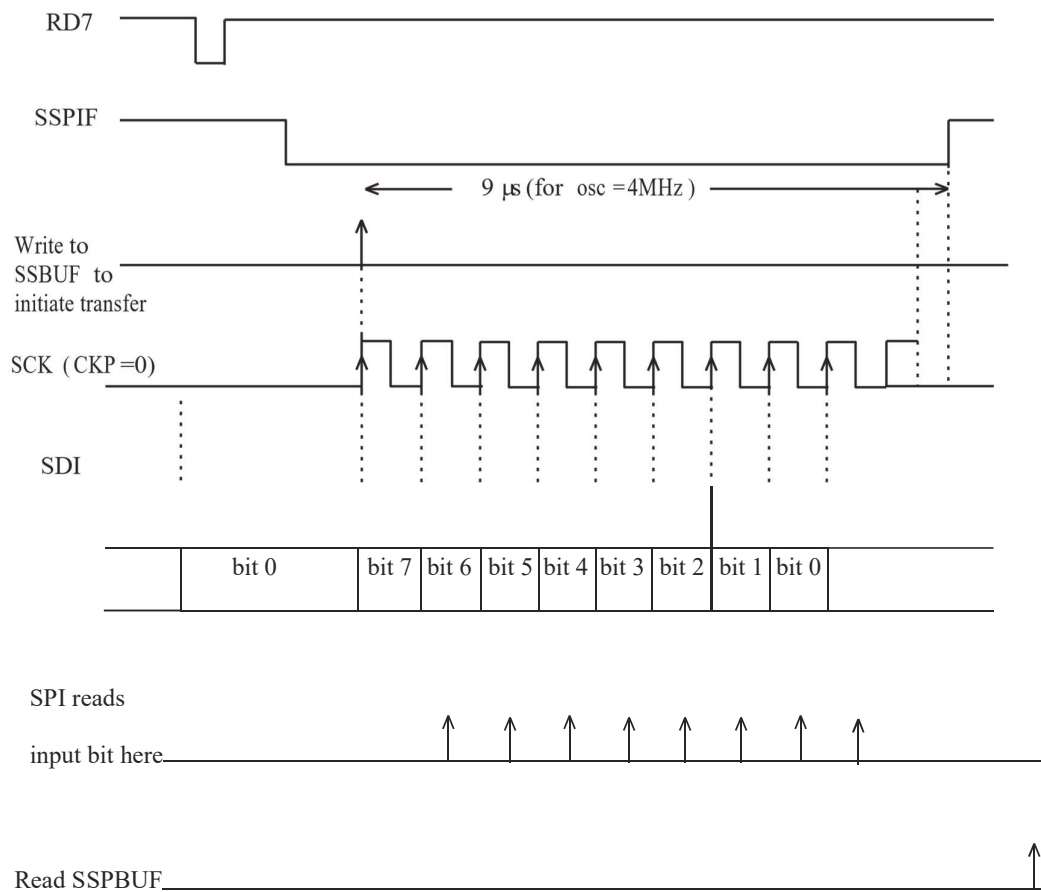 RD7
SSPIF
9 µs (for osc =4MHz )
Write to
SSBUF to
initiate transfer
SCK (CKP=0)
SDI
bit 0 bit 7 bit 6 bit 5 bit 4 bit 3 bit 2 bit 1 bit 0
SPI reads
input bit here
Read SSPBUF